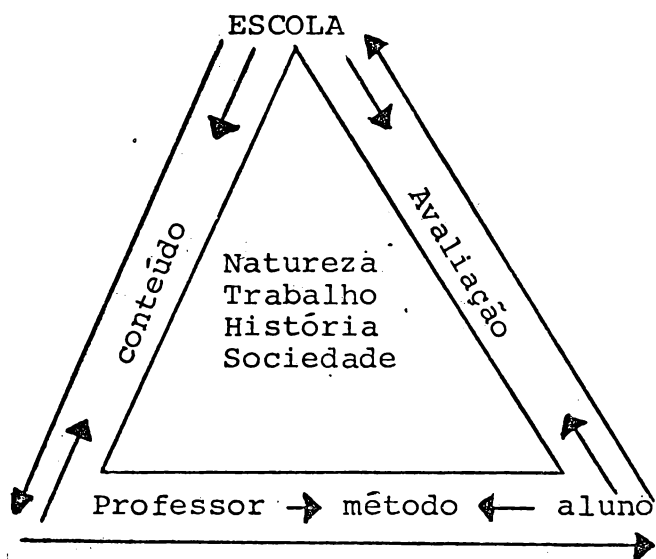 ESCOLA
conteúdo
Avaliação
Natureza
Trabalho
História
Sociedade
Professor método aluno